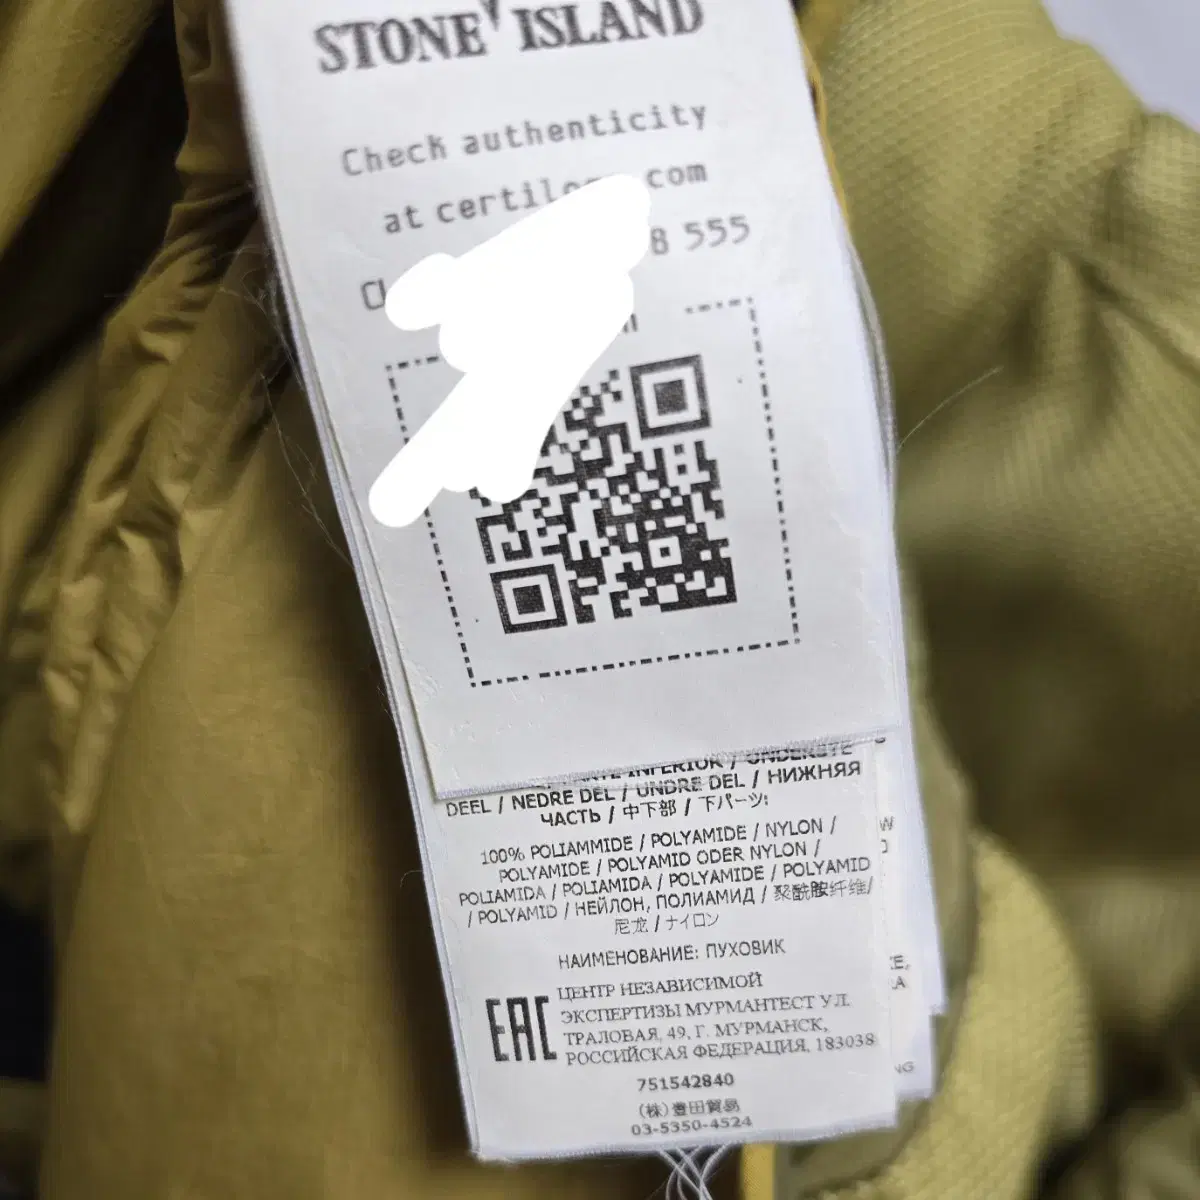 STONE ISLAND
Check authenticity
at certilo com
8 555
INFERIOR / UNDERSTE
DEEL / NEDRE DEL / UNDRE DEL / НИЖНЯЯ
ЧАСТЬ / 中下部 / 下パーツ:
100% POLIAMMIDE / POLYAMIDE / NYLON /
POLYAMIDE / POLYAMID ODER NYLON /
POLIAMIDA / POLIAMIDA / POLYAMIDE / POLYAMID
/ POLYAMID / НЕЙЛОН, ПОЛИАМИД / 聚酰胺纤维/
尼龙 / ナイロン
НАИМЕНОВАНИЕ: ПУХОВИК
EAC
ЦЕНТР НЕЗАВИСИМОЙ
ЭКСПЕРТИЗЫ МУРМАНТЕСТ УЛ.
ТРАЛОВАЯ, 49, Г. МУРМАНСК,
РОССИЙСКАЯ ФЕДЕРАЦИЯ, 183038
751542840
(株)豊田貿易
03-5350-4524